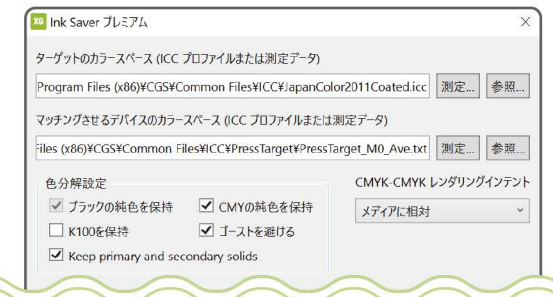 XG Ink Saver プレミアム
ターゲットのカラースペース (ICC プロファイルまたは測定データ)
Program Files (x86)¥CGS¥Common Files¥ICC¥JapanColor2011Coated.icc 測定... 参照...
マッチングさせるデバイスのカラースペース (ICC プロファイルまたは測定データ)
Files (x86)¥CGS¥Common Files¥ICC¥PressTarget¥PressTarget_M0_Ave.txt 測定... 参照...
色分解設定 CMYK-CMYK レンダリングインテント
ブラックの純色を保持 CMYの純色を保持 メディアに相対
K100を保持 ゴーストを避ける
Keep primary and secondary solids